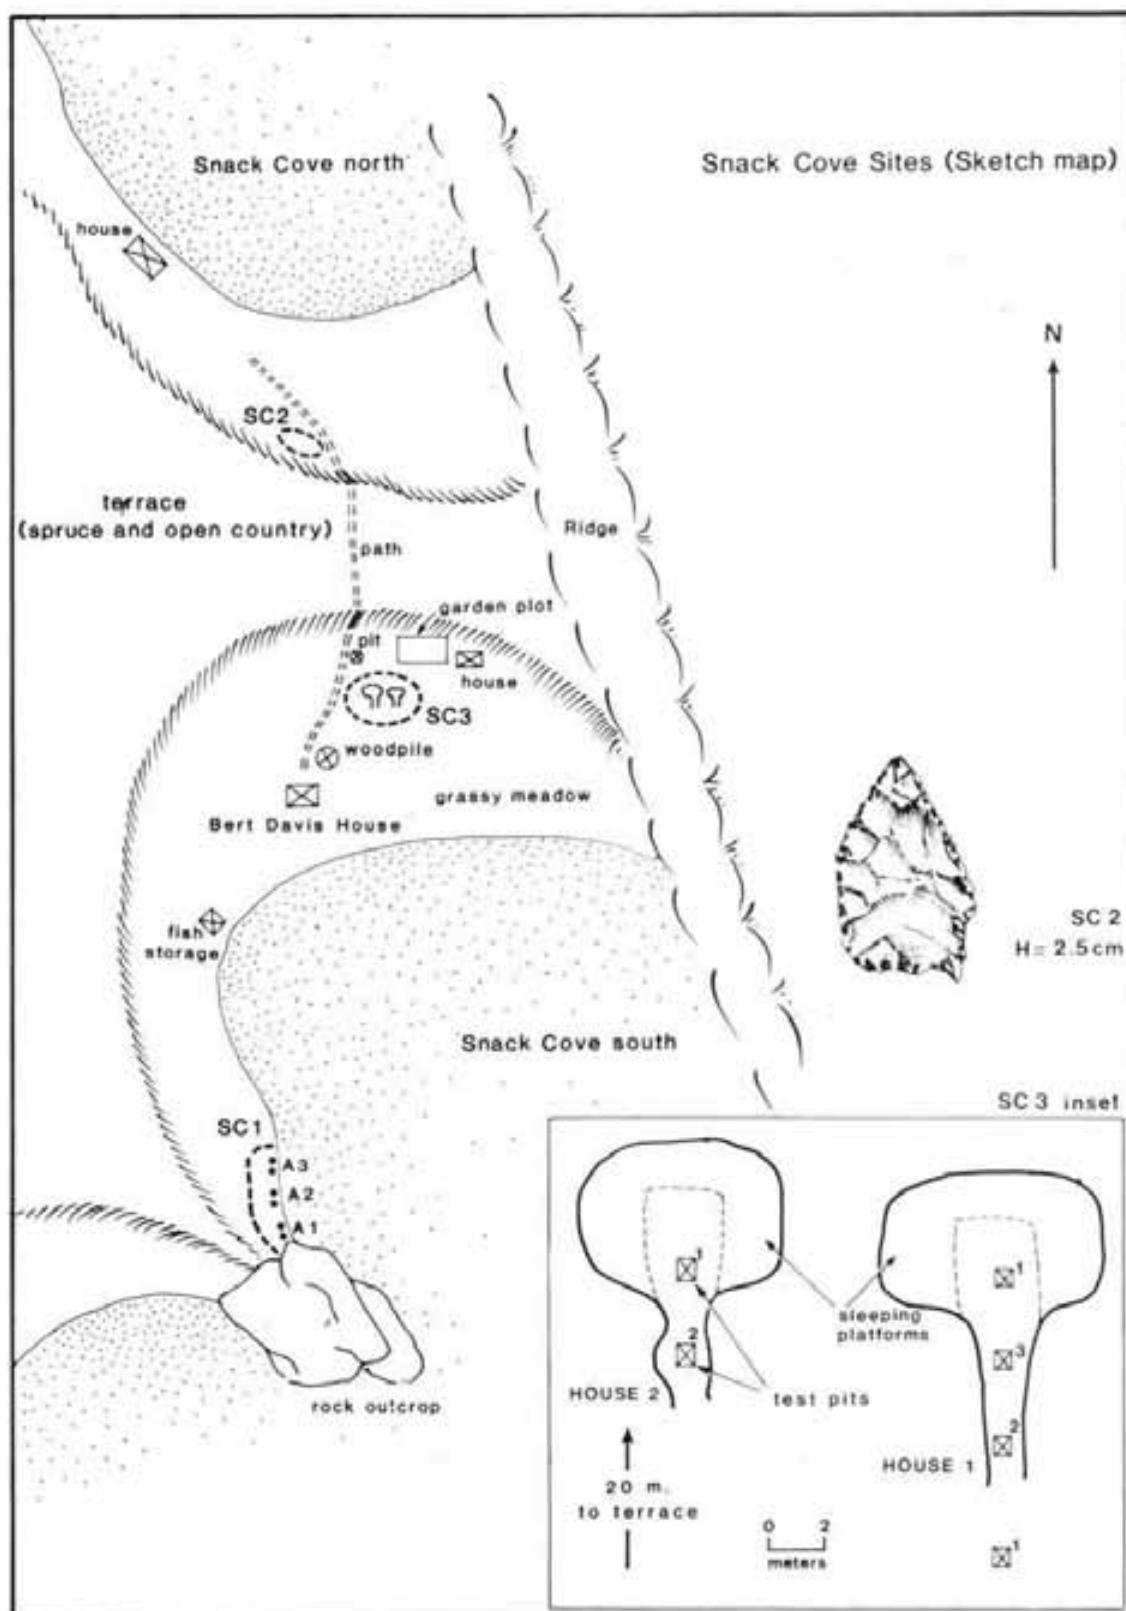 Snack Cove north
Snack Cove Sites (Sketch map)
house
N
SC2
terrace
(spruce and open country)
path
Ridge
garden plot
pit
house
SC3
woodpile
grassy meadow
Bert Davis House
fish
storage
SC 2
H= 2.5cm
Snack Cove south
SC1
A3
A2
A1
rock outcrop
SC3 inset
1
1
sleeping
platforms
2
3
HOUSE 2
test pits
2
HOUSE 1
20 m.
to terrace
0 2
meters
1